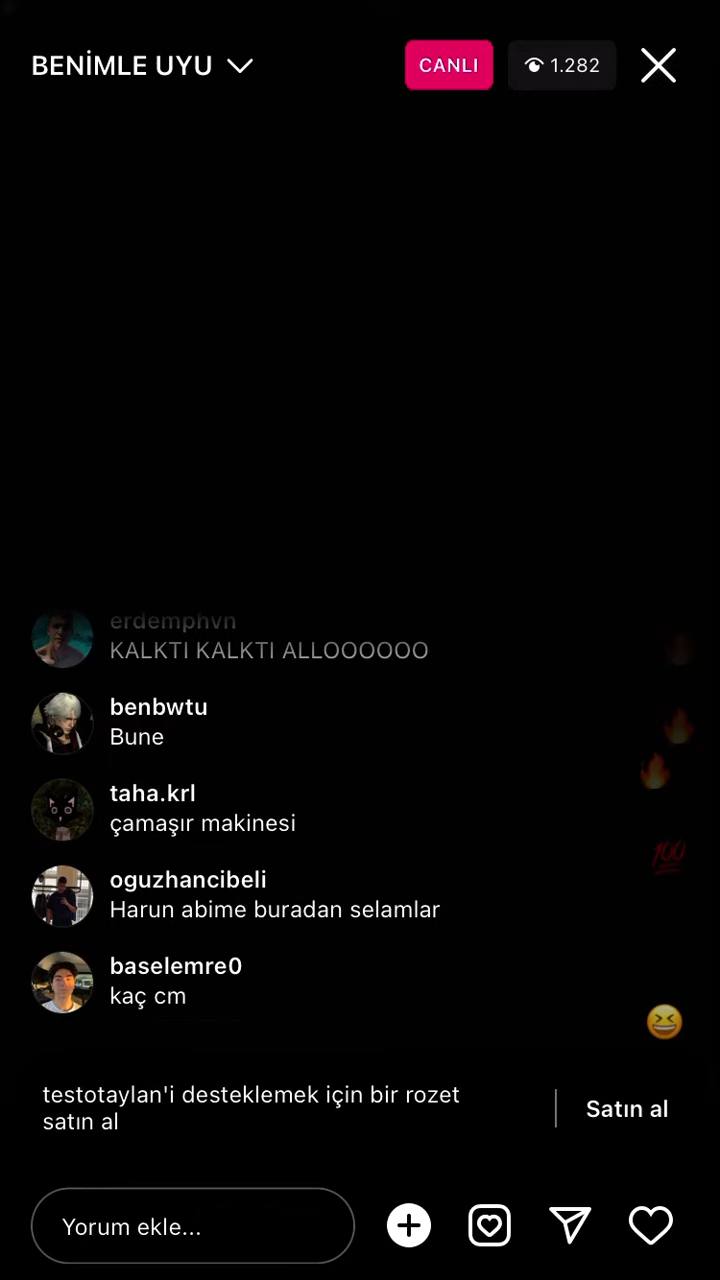 BENİMLE UYU
CANLI
1.282
erdemphvn
KALKTI KALKTI ALLOOOOOO
benbwtu
Bune
taha.krl
çamaşır makinesi
oguzhancibeli
Harun abime buradan selamlar
baselemre0
kaç cm
testotaylan'i desteklemek için bir rozet
satın al
Satın al
Yorum ekle...